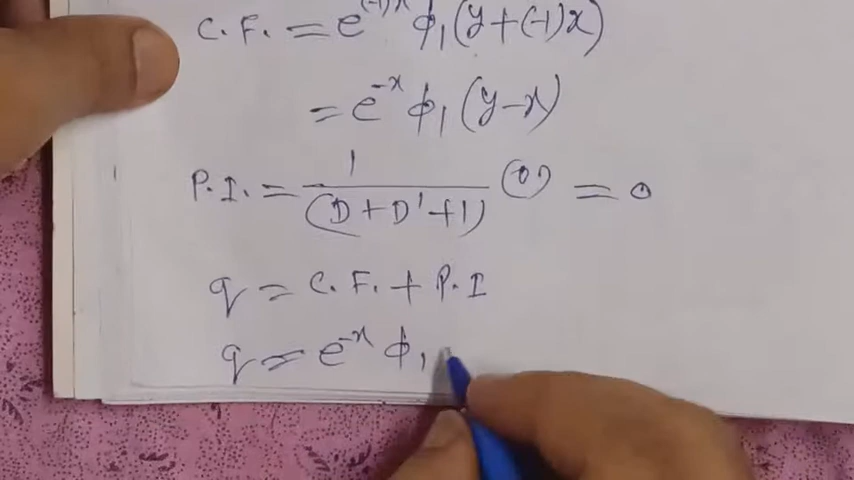 C.F. = e^{(-1)x} ϕ₁(y+(-1)x)
= e^{-x} ϕ₁(y-x)
P.I. = 1/(D+D'+1) (0) = 0
q = C.F. + P.I
q = e^{-x} ϕ₁